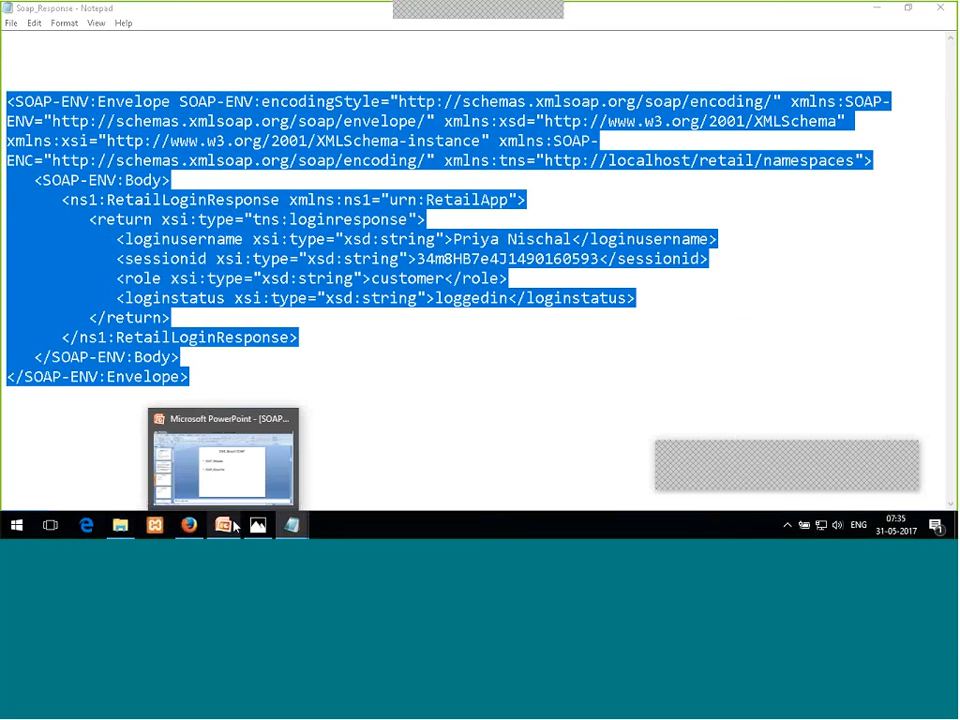 Soap_Response - Notepad
File Edit Format View Help
<SOAP-ENV:Envelope SOAP-ENV:encodingStyle="http://schemas.xmlsoap.org/soap/encoding/" xmlns:SOAP-
ENV="http://schemas.xmlsoap.org/soap/envelope/" xmlns:xsd="http://www.w3.org/2001/XMLSchema"
xmlns:xsi="http://www.w3.org/2001/XMLSchema-instance" xmlns:SOAP-
ENC="http://schemas.xmlsoap.org/soap/encoding/" xmlns:tns="http://localhost/retail/namespaces">
<SOAP-ENV:Body>
<ns1:RetailLoginResponse xmlns:ns1="urn:RetailApp">
<return xsi:type="tns:loginresponse">
<loginusername xsi:type="xsd:string">Priya Nischal</loginusername>
<sessionid xsi:type="xsd:string">34m8HB7e4J1490160593</sessionid>
<role xsi:type="xsd:string">customer</role>
<loginstatus xsi:type="xsd:string">loggedin</loginstatus>
</return>
</ns1:RetailLoginResponse>
</SOAP-ENV:Body>
</SOAP-ENV:Envelope>
Microsoft PowerPoint - [SOAP...
ENG
07:35
31-05-2017
1